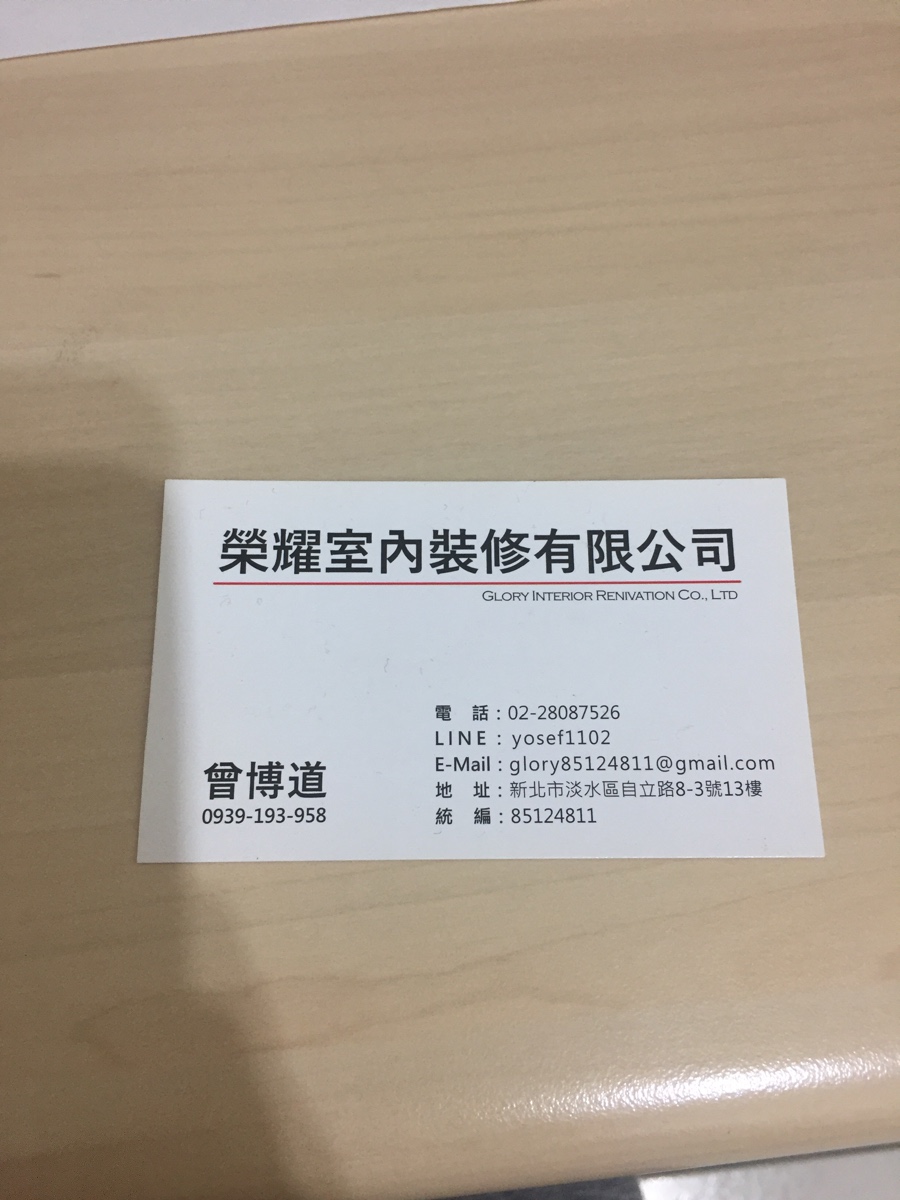 榮耀室內裝修有限公司
GLORY INTERIOR RENIVATION CO., LTD
曾博道
0939-193-958
電 話：02-28087526
LINE：yosef1102
E-Mail：glory85124811@gmail.com
地 址：新北市淡水區自立路8-3號13樓
統 編：85124811